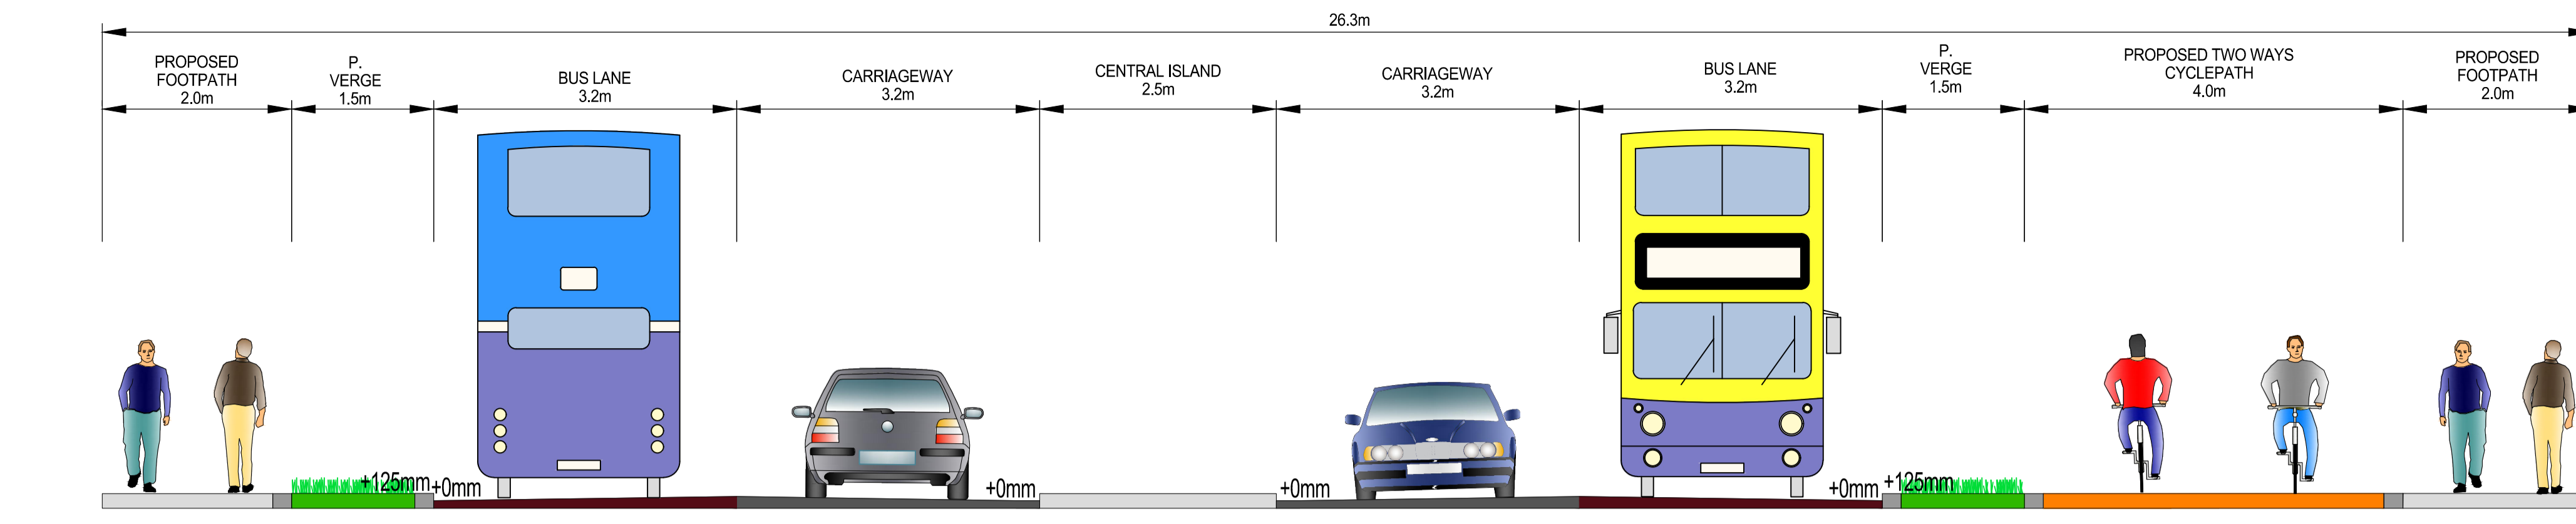 26.3m
PROPOSED
FOOTPATH
2.0m
P.
VERGE
1.5m
BUS LANE
3.2m
CARRIAGEWAY
3.2m
CENTRAL ISLAND
2.5m
CARRIAGEWAY
3.2m
BUS LANE
3.2m
P.
VERGE
1.5m
PROPOSED TWO WAYS
CYCLEPATH
4.0m
PROPOSED
FOOTPATH
2.0m
+125mm
+0mm
+0mm
+0mm
+0mm
+125mm